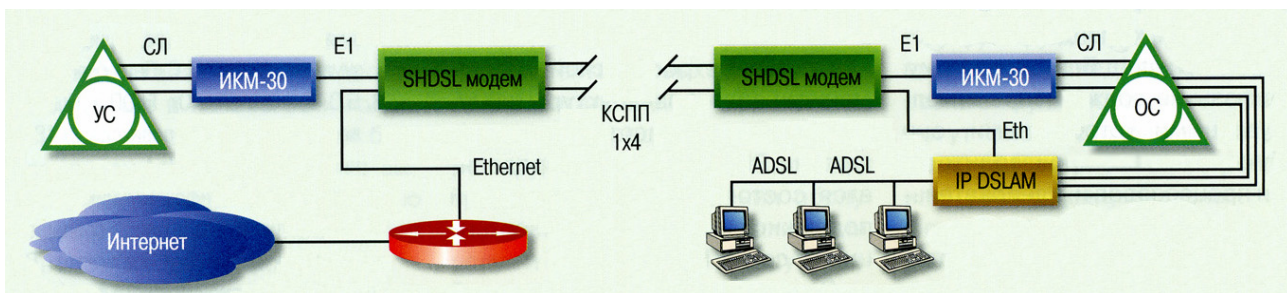 СЛ
ИКМ-30
E1
SHDSL модем
УС
Ethernet
Интернет
КСПП
1x4
SHDSL модем
E1
ИКМ-30
СЛ
ОС
Eth
ADSL
ADSL
IP DSLAM